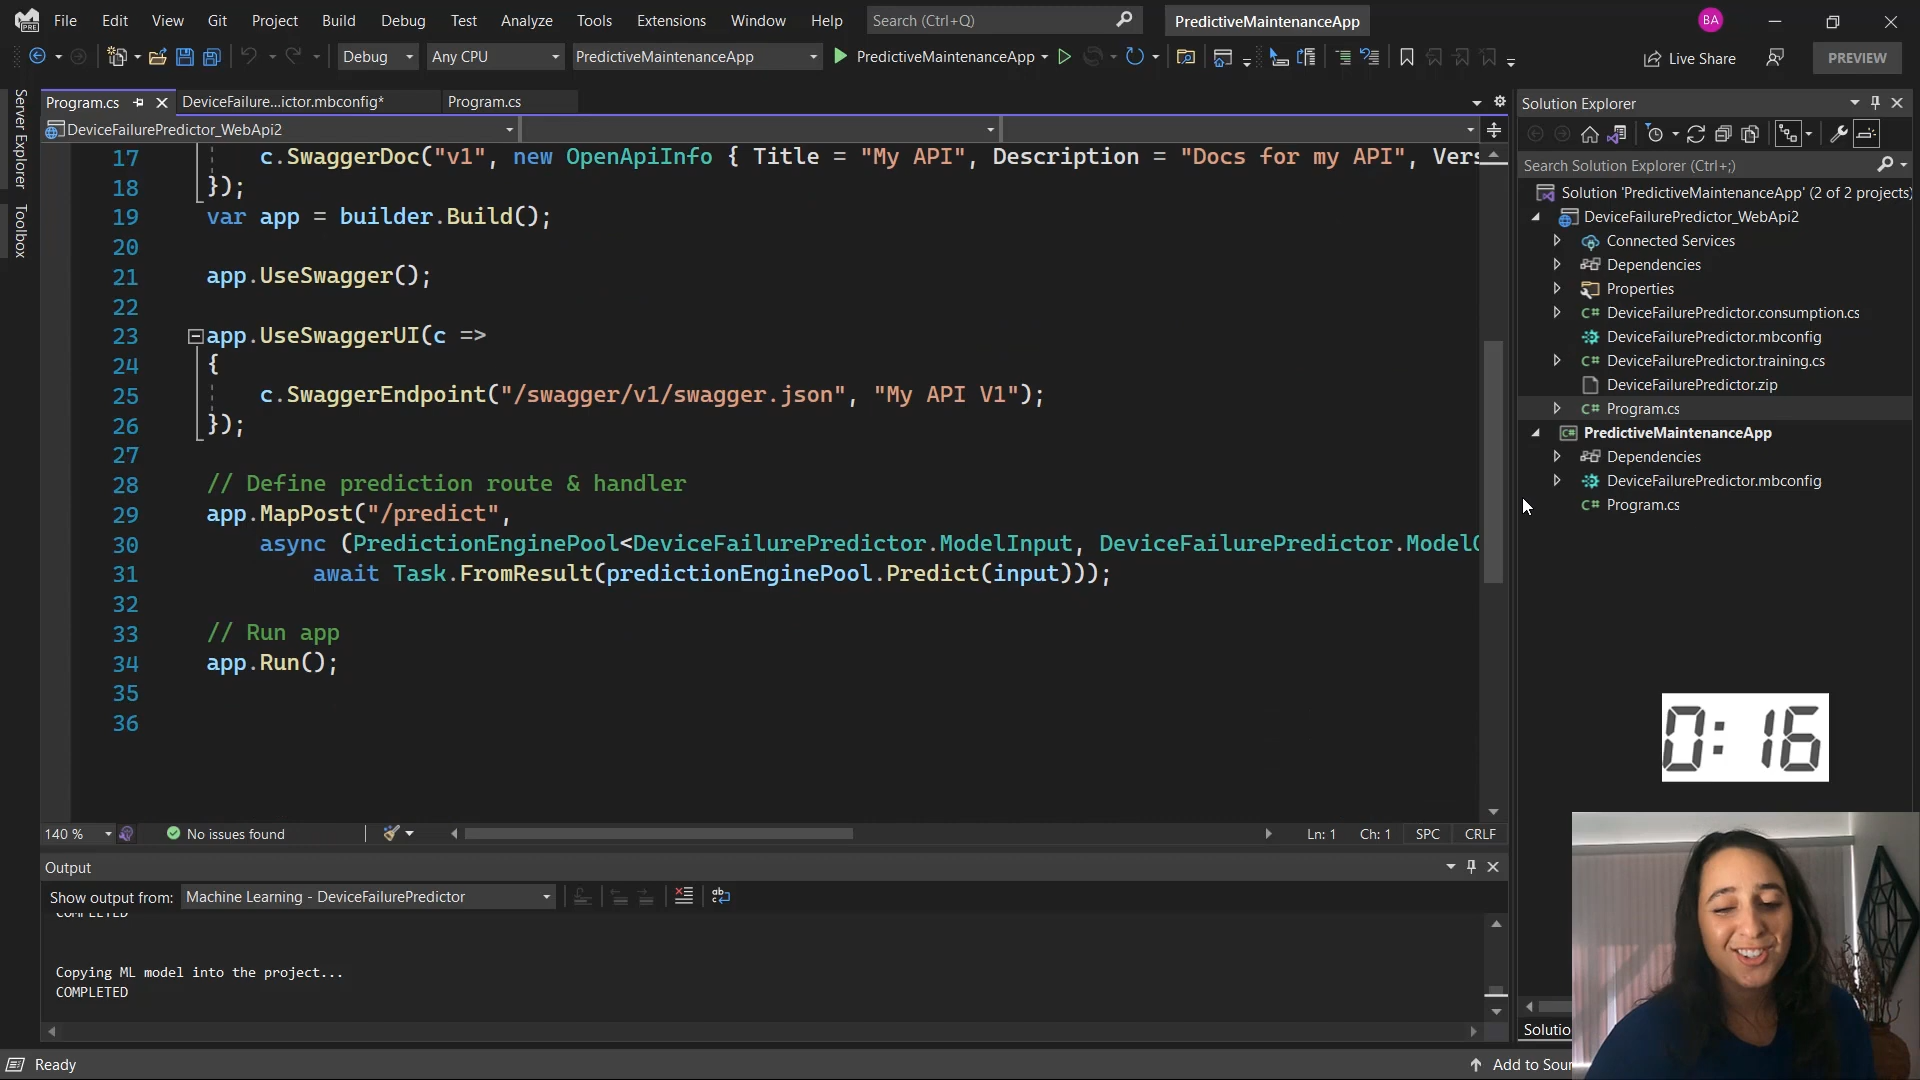 File Edit View Git Project Build Debug Test Analyze Tools Extensions Window Help Search (Ctrl+Q) PredictiveMaintenanceApp BA
Debug Any CPU PredictiveMaintenanceApp PredictiveMaintenanceApp Live Share PREVIEW
Server Explorer
Toolbox
Program.cs DeviceFailure...ictor.mbconfig* Program.cs
DeviceFailurePredictor_WebApi2
17 c.SwaggerDoc("v1", new OpenApiInfo { Title = "My API", Description = "Docs for my API", Vers
18 });
19 var app = builder.Build();
20
21 app.UseSwagger();
22
23 app.UseSwaggerUI(c =>
24 {
25 c.SwaggerEndpoint("/swagger/v1/swagger.json", "My API V1");
26 });
27
28 // Define prediction route & handler
29 app.MapPost("/predict",
30 async (PredictionEnginePool<DeviceFailurePredictor.ModelInput, DeviceFailurePredictor.ModelO
31 await Task.FromResult(predictionEnginePool.Predict(input)));
32
33 // Run app
34 app.Run();
35
36
140 % No issues found Ln: 1 Ch: 1 SPC CRLF
Output
Show output from: Machine Learning - DeviceFailurePredictor
COMPLETED
Copying ML model into the project...
COMPLETED
Solution Explorer
Search Solution Explorer (Ctrl+;)
Solution 'PredictiveMaintenanceApp' (2 of 2 projects)
DeviceFailurePredictor_WebApi2
Connected Services
Dependencies
Properties
DeviceFailurePredictor.consumption.cs
DeviceFailurePredictor.mbconfig
DeviceFailurePredictor.training.cs
DeviceFailurePredictor.zip
Program.cs
PredictiveMaintenanceApp
Dependencies
DeviceFailurePredictor.mbconfig
Program.cs
0:16
Solutio
Ready Add to Sour